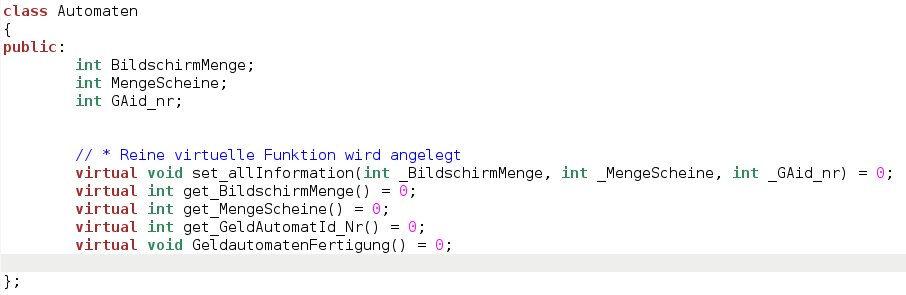 class Automaten
{
public:
        int BildschirmMenge;
        int MengeScheine;
        int GAid_nr;
        // * Reine virtuelle Funktion wird angelegt
        virtual void set_allInformation(int _BildschirmMenge, int _MengeScheine, int _GAid_nr) = 0;
        virtual int get_BildschirmMenge() = 0;
        virtual int get_MengeScheine() = 0;
        virtual int get_GeldAutomatId_Nr() = 0;
        virtual void GeldautomatenFertigung() = 0;
};